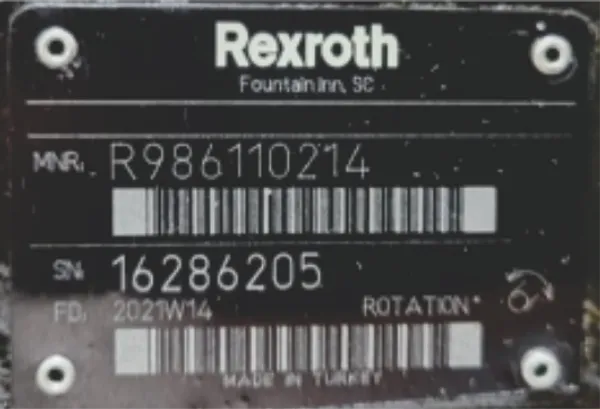 Rexroth
Fountain Inn, SC
MNR: R986110214
SN: 16286205
FD: 2021W14 ROTATION:
MADE IN TURKEY